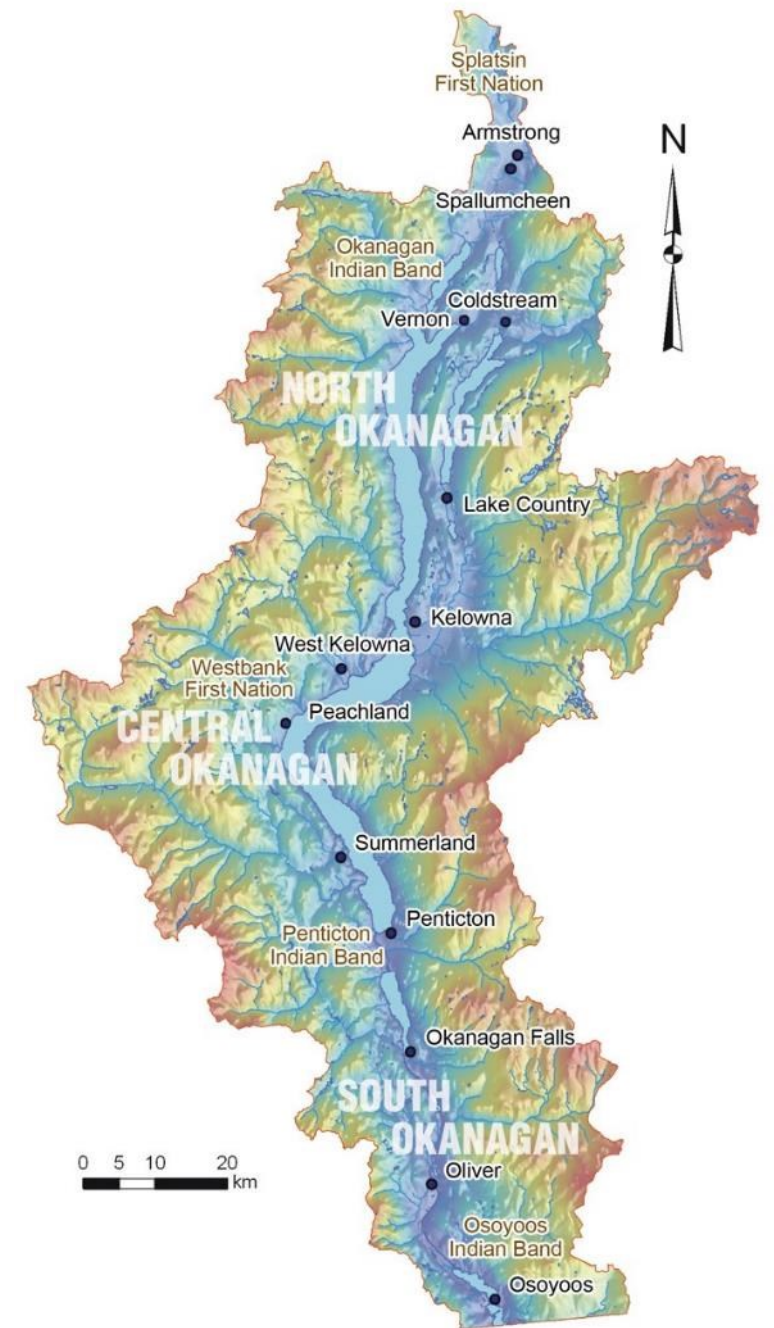 Splatsin
First Nation
Armstrong
N
Spallumcheen
Okanagan
Indian Band
Coldstream
Vernon
NORTH
OKANAGAN
Lake Country
Kelowna
West Kelowna
Westbank
First Nation
Peachland
CENTRAL
OKANAGAN
Summerland
Penticton
Penticton
Indian Band
Okanagan Falls
SOUTH
OKANAGAN
0 5 10 20
km
Oliver
Osoyoos
Indian Band
Osoyoos